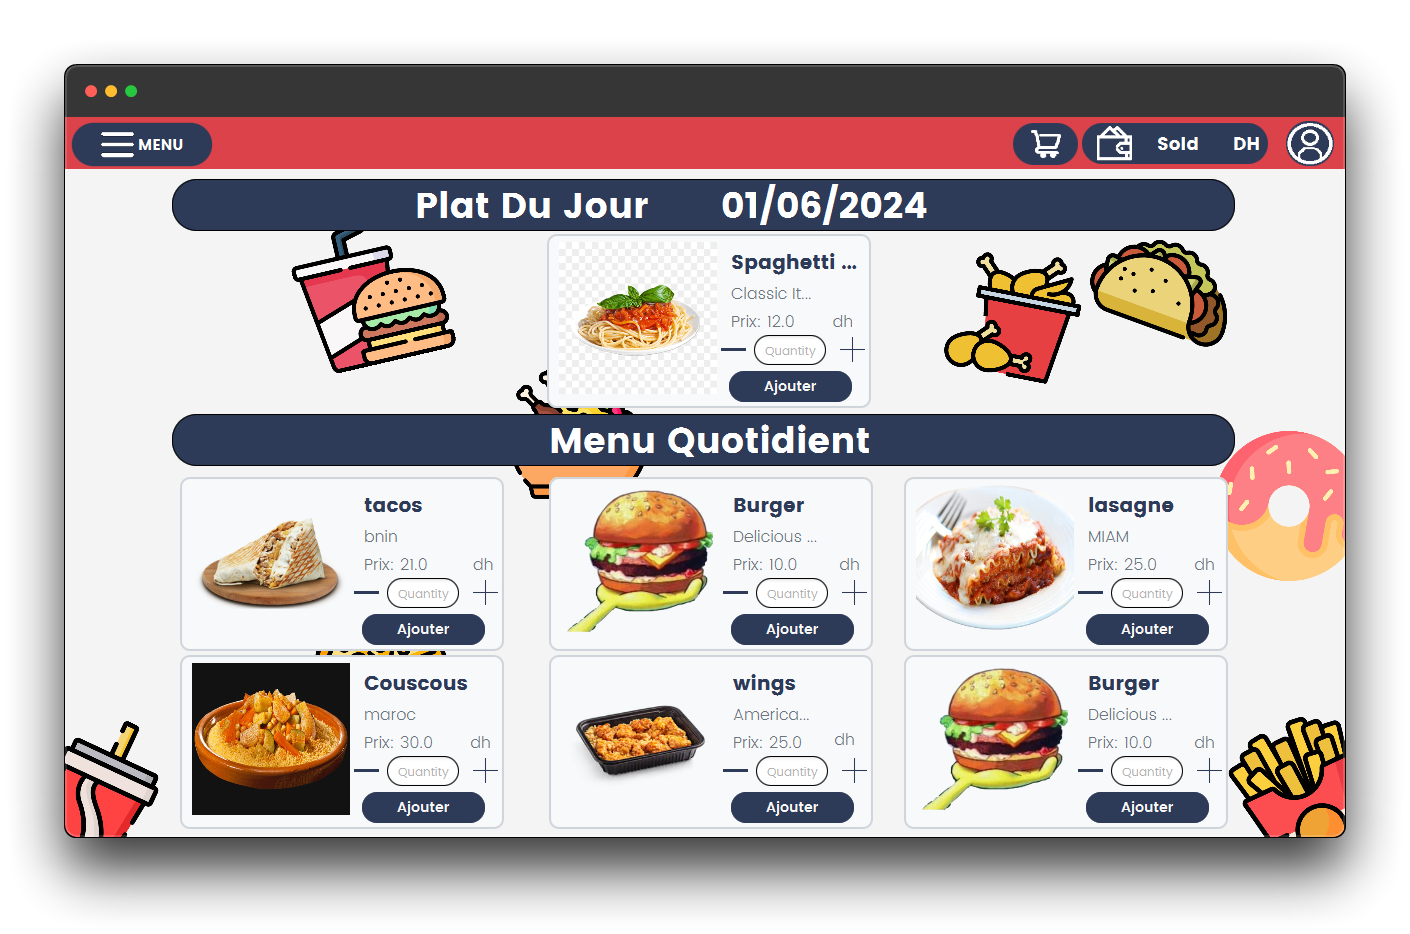 MENU
Sold DH
Plat Du Jour 01/06/2024
Spaghetti ...
Classic It...
Prix: 12.0 dh
Quantity
Ajouter
Menu Quotidient
tacos
bnin
Prix: 21.0 dh
Quantity
Ajouter
Burger
Delicious ...
Prix: 10.0 dh
Quantity
Ajouter
lasagne
MIAM
Prix: 25.0 dh
Quantity
Ajouter
Couscous
maroc
Prix: 30.0 dh
Quantity
Ajouter
wings
America...
Prix: 25.0 dh
Quantity
Ajouter
Burger
Delicious ...
Prix: 10.0 dh
Quantity
Ajouter